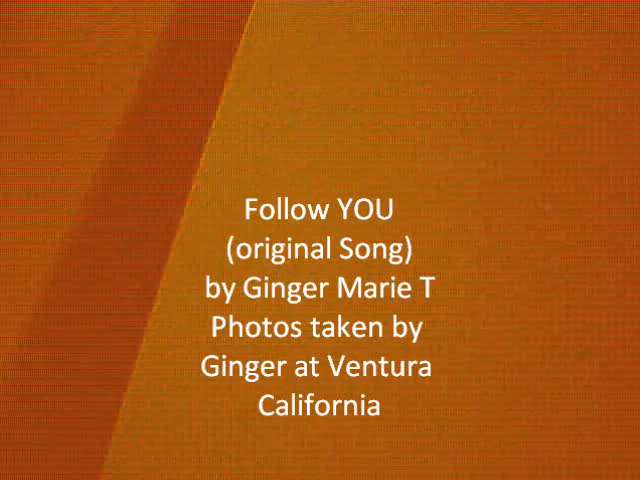 Follow YOU
(original Song)
by Ginger Marie T
Photos taken by
Ginger at Ventura
California